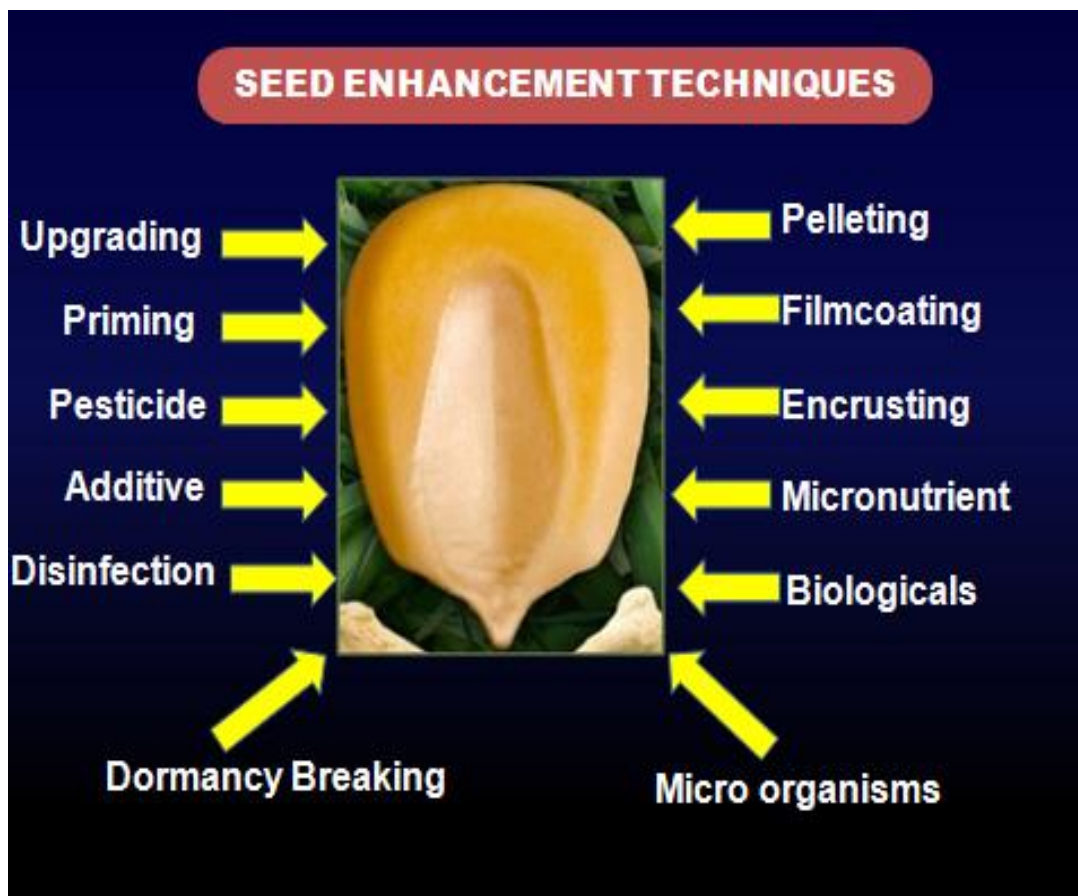 SEED ENHANCEMENT TECHNIQUES
Upgrading
Priming
Pesticide
Additive
Disinfection
Dormancy Breaking
Pelleting
Filmcoating
Encrusting
Micronutrient
Biologicals
Micro organisms